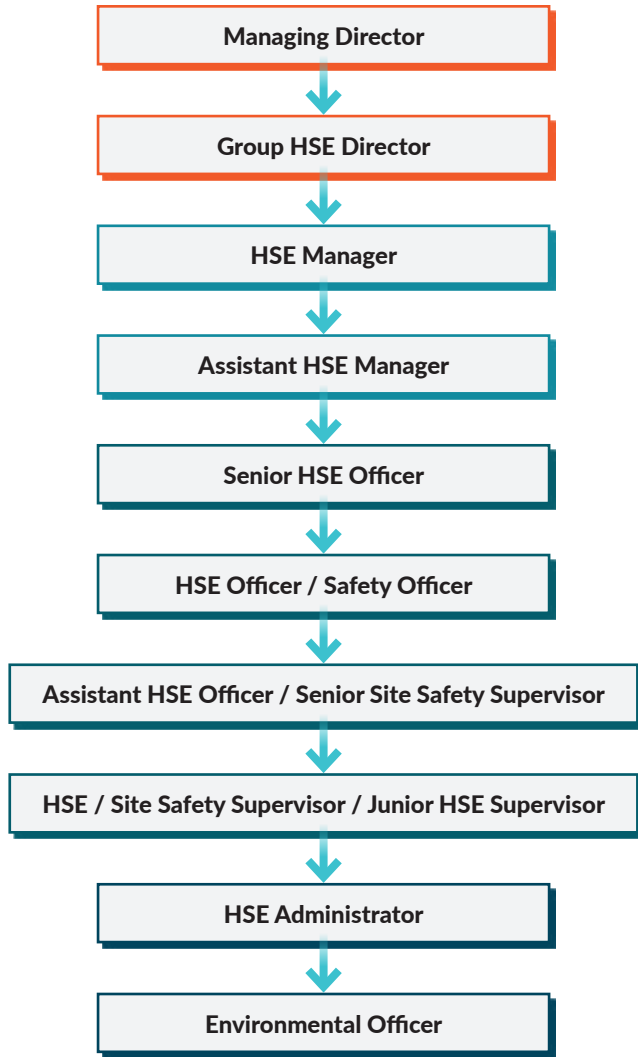 Managing Director
Group HSE Director
HSE Manager
Assistant HSE Manager
Senior HSE Officer
HSE Officer / Safety Officer
Assistant HSE Officer / Senior Site Safety Supervisor
HSE / Site Safety Supervisor / Junior HSE Supervisor
HSE Administrator
Environmental Officer